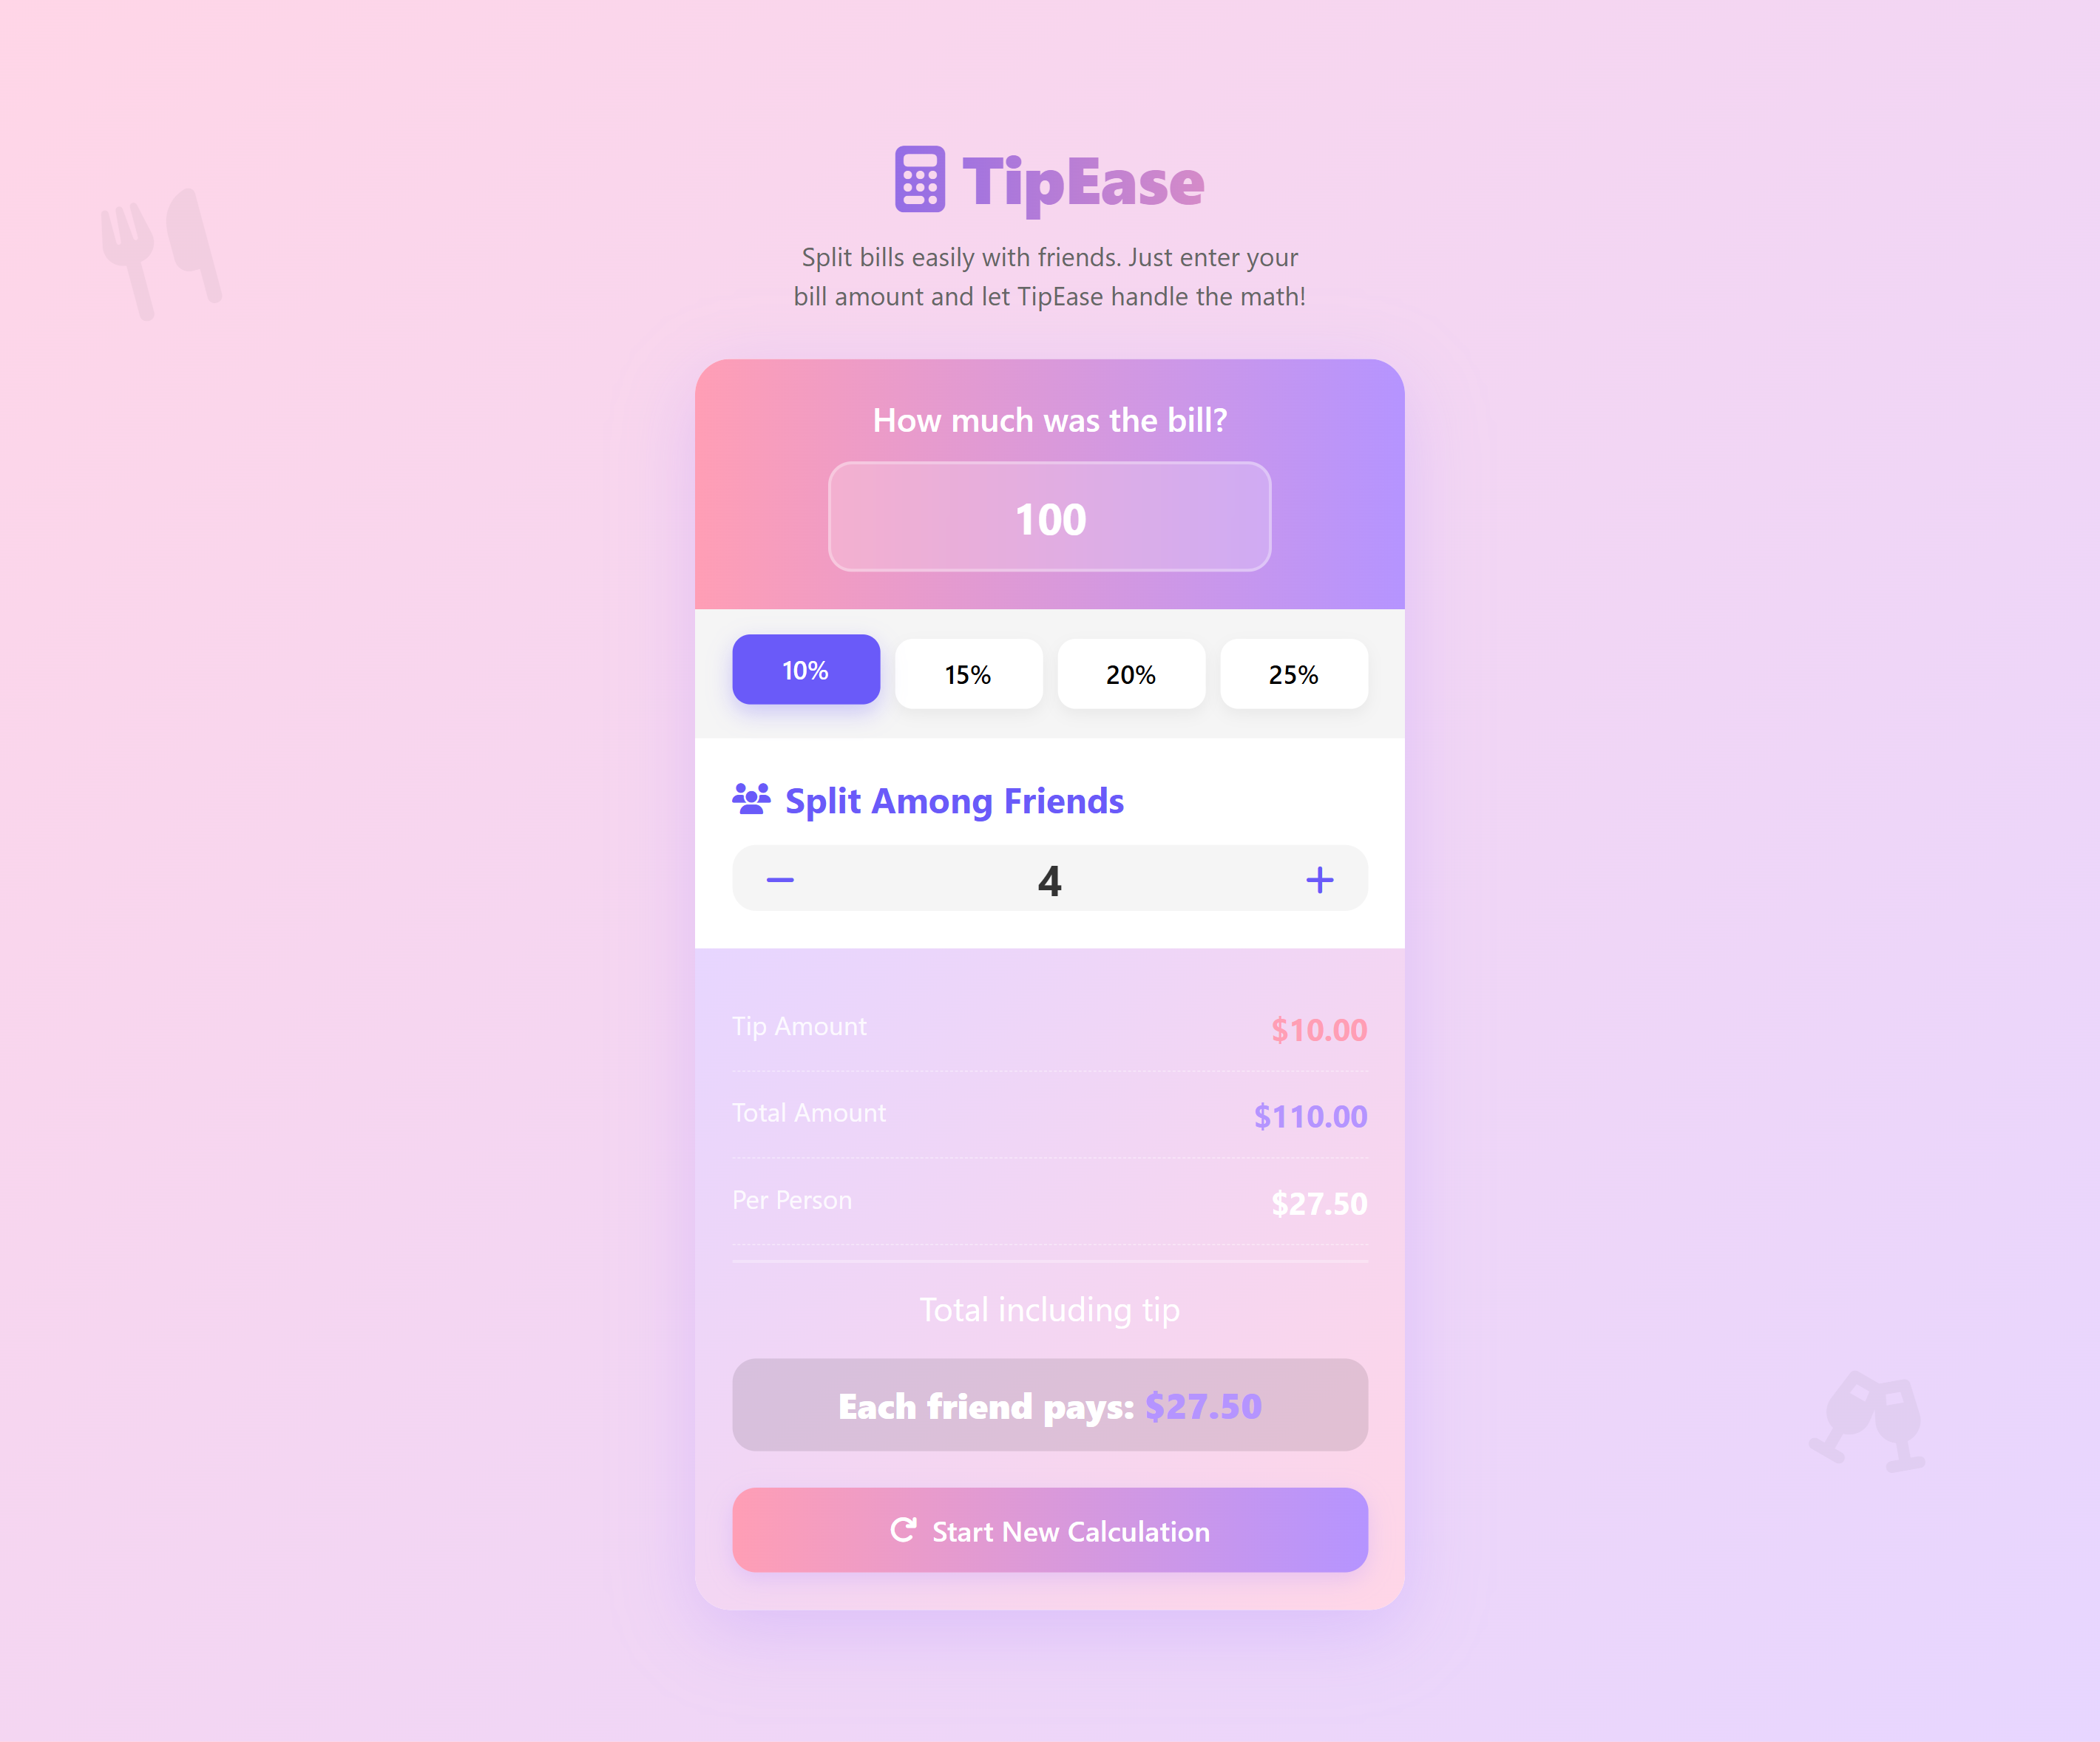 TipEase
Split bills easily with friends. Just enter your
bill amount and let TipEase handle the math!
How much was the bill?
100
10% 15% 20% 25%
Split Among Friends
4
Tip Amount $10.00
Total Amount $110.00
Per Person $27.50
Total including tip
Each friend pays: $27.50
Start New Calculation